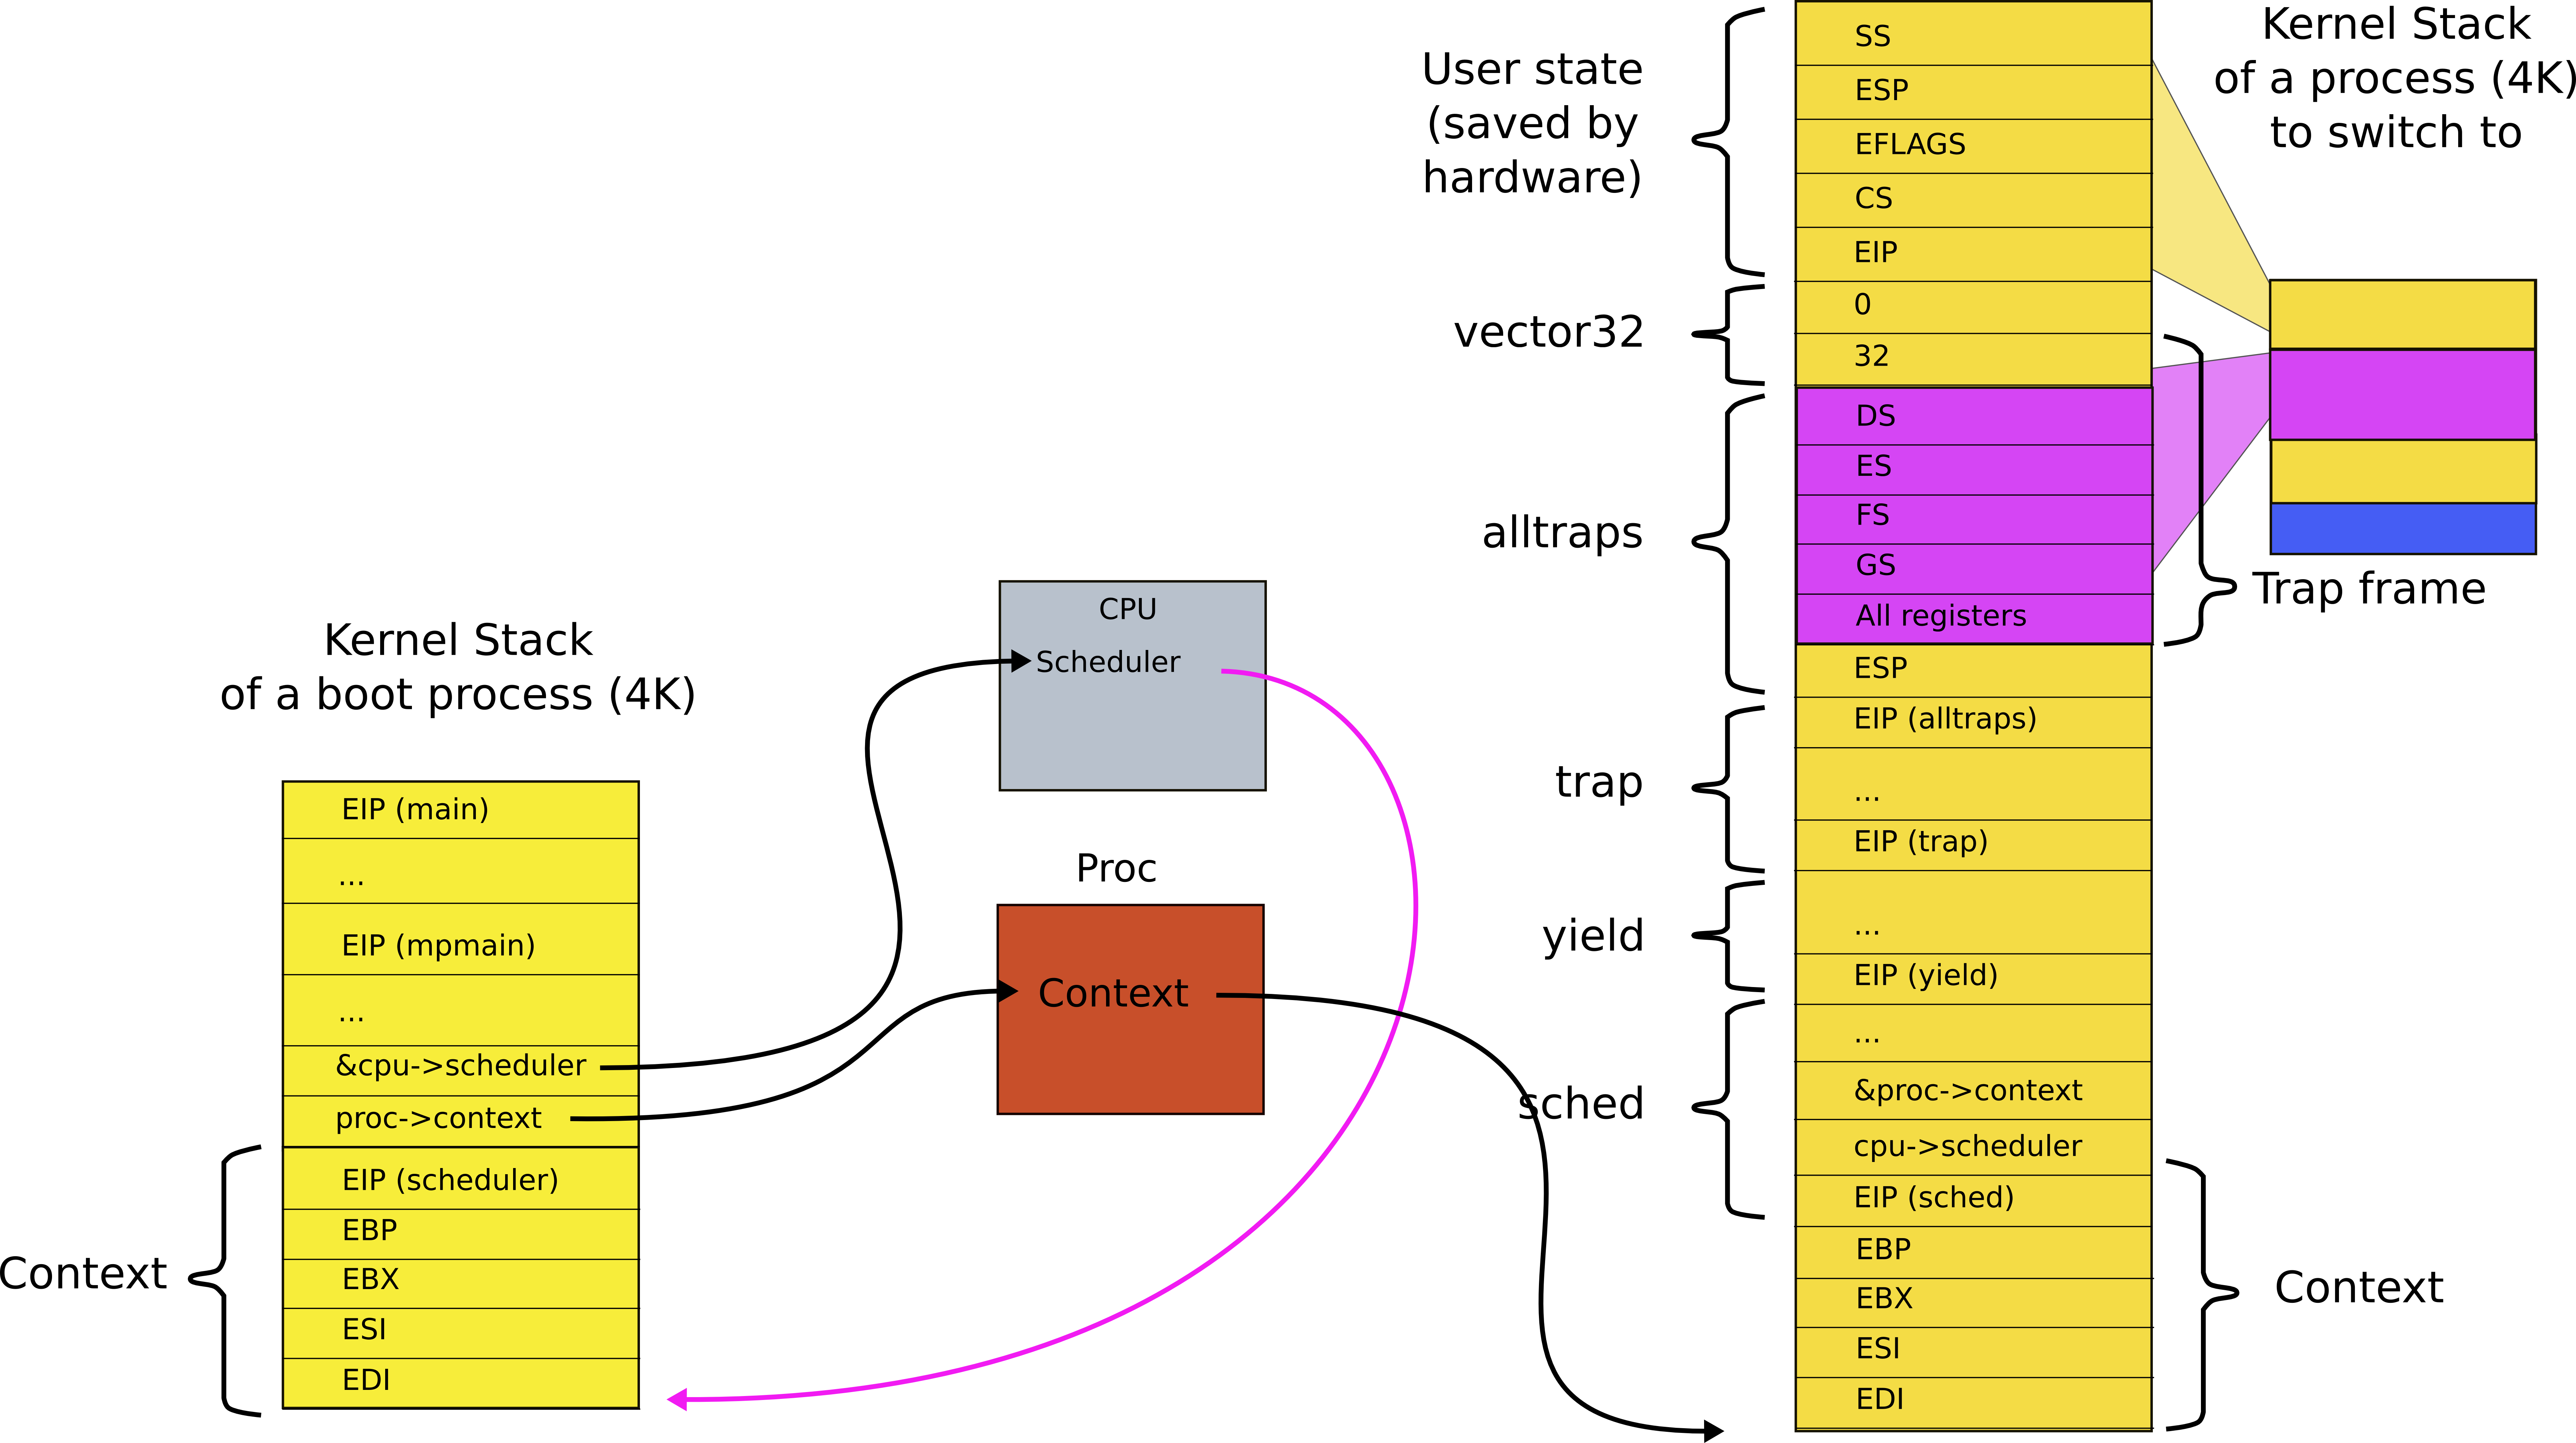 Kernel Stack
of a boot process (4K)
EIP (main)
...
EIP (mpmain)
...
&cpu->scheduler
proc->context
EIP (scheduler)
EBP
EBX
ESI
EDI
Context
CPU
Scheduler
Proc
Context
User state
(saved by
hardware)
vector32
alltraps
trap
yield
sched
SS
ESP
EFLAGS
CS
EIP
0
32
DS
ES
FS
GS
All registers
ESP
EIP (alltraps)
...
EIP (trap)
...
EIP (yield)
...
&proc->context
cpu->scheduler
EIP (sched)
EBP
EBX
ESI
EDI
Kernel Stack
of a process (4K)
to switch to
Trap frame
Context